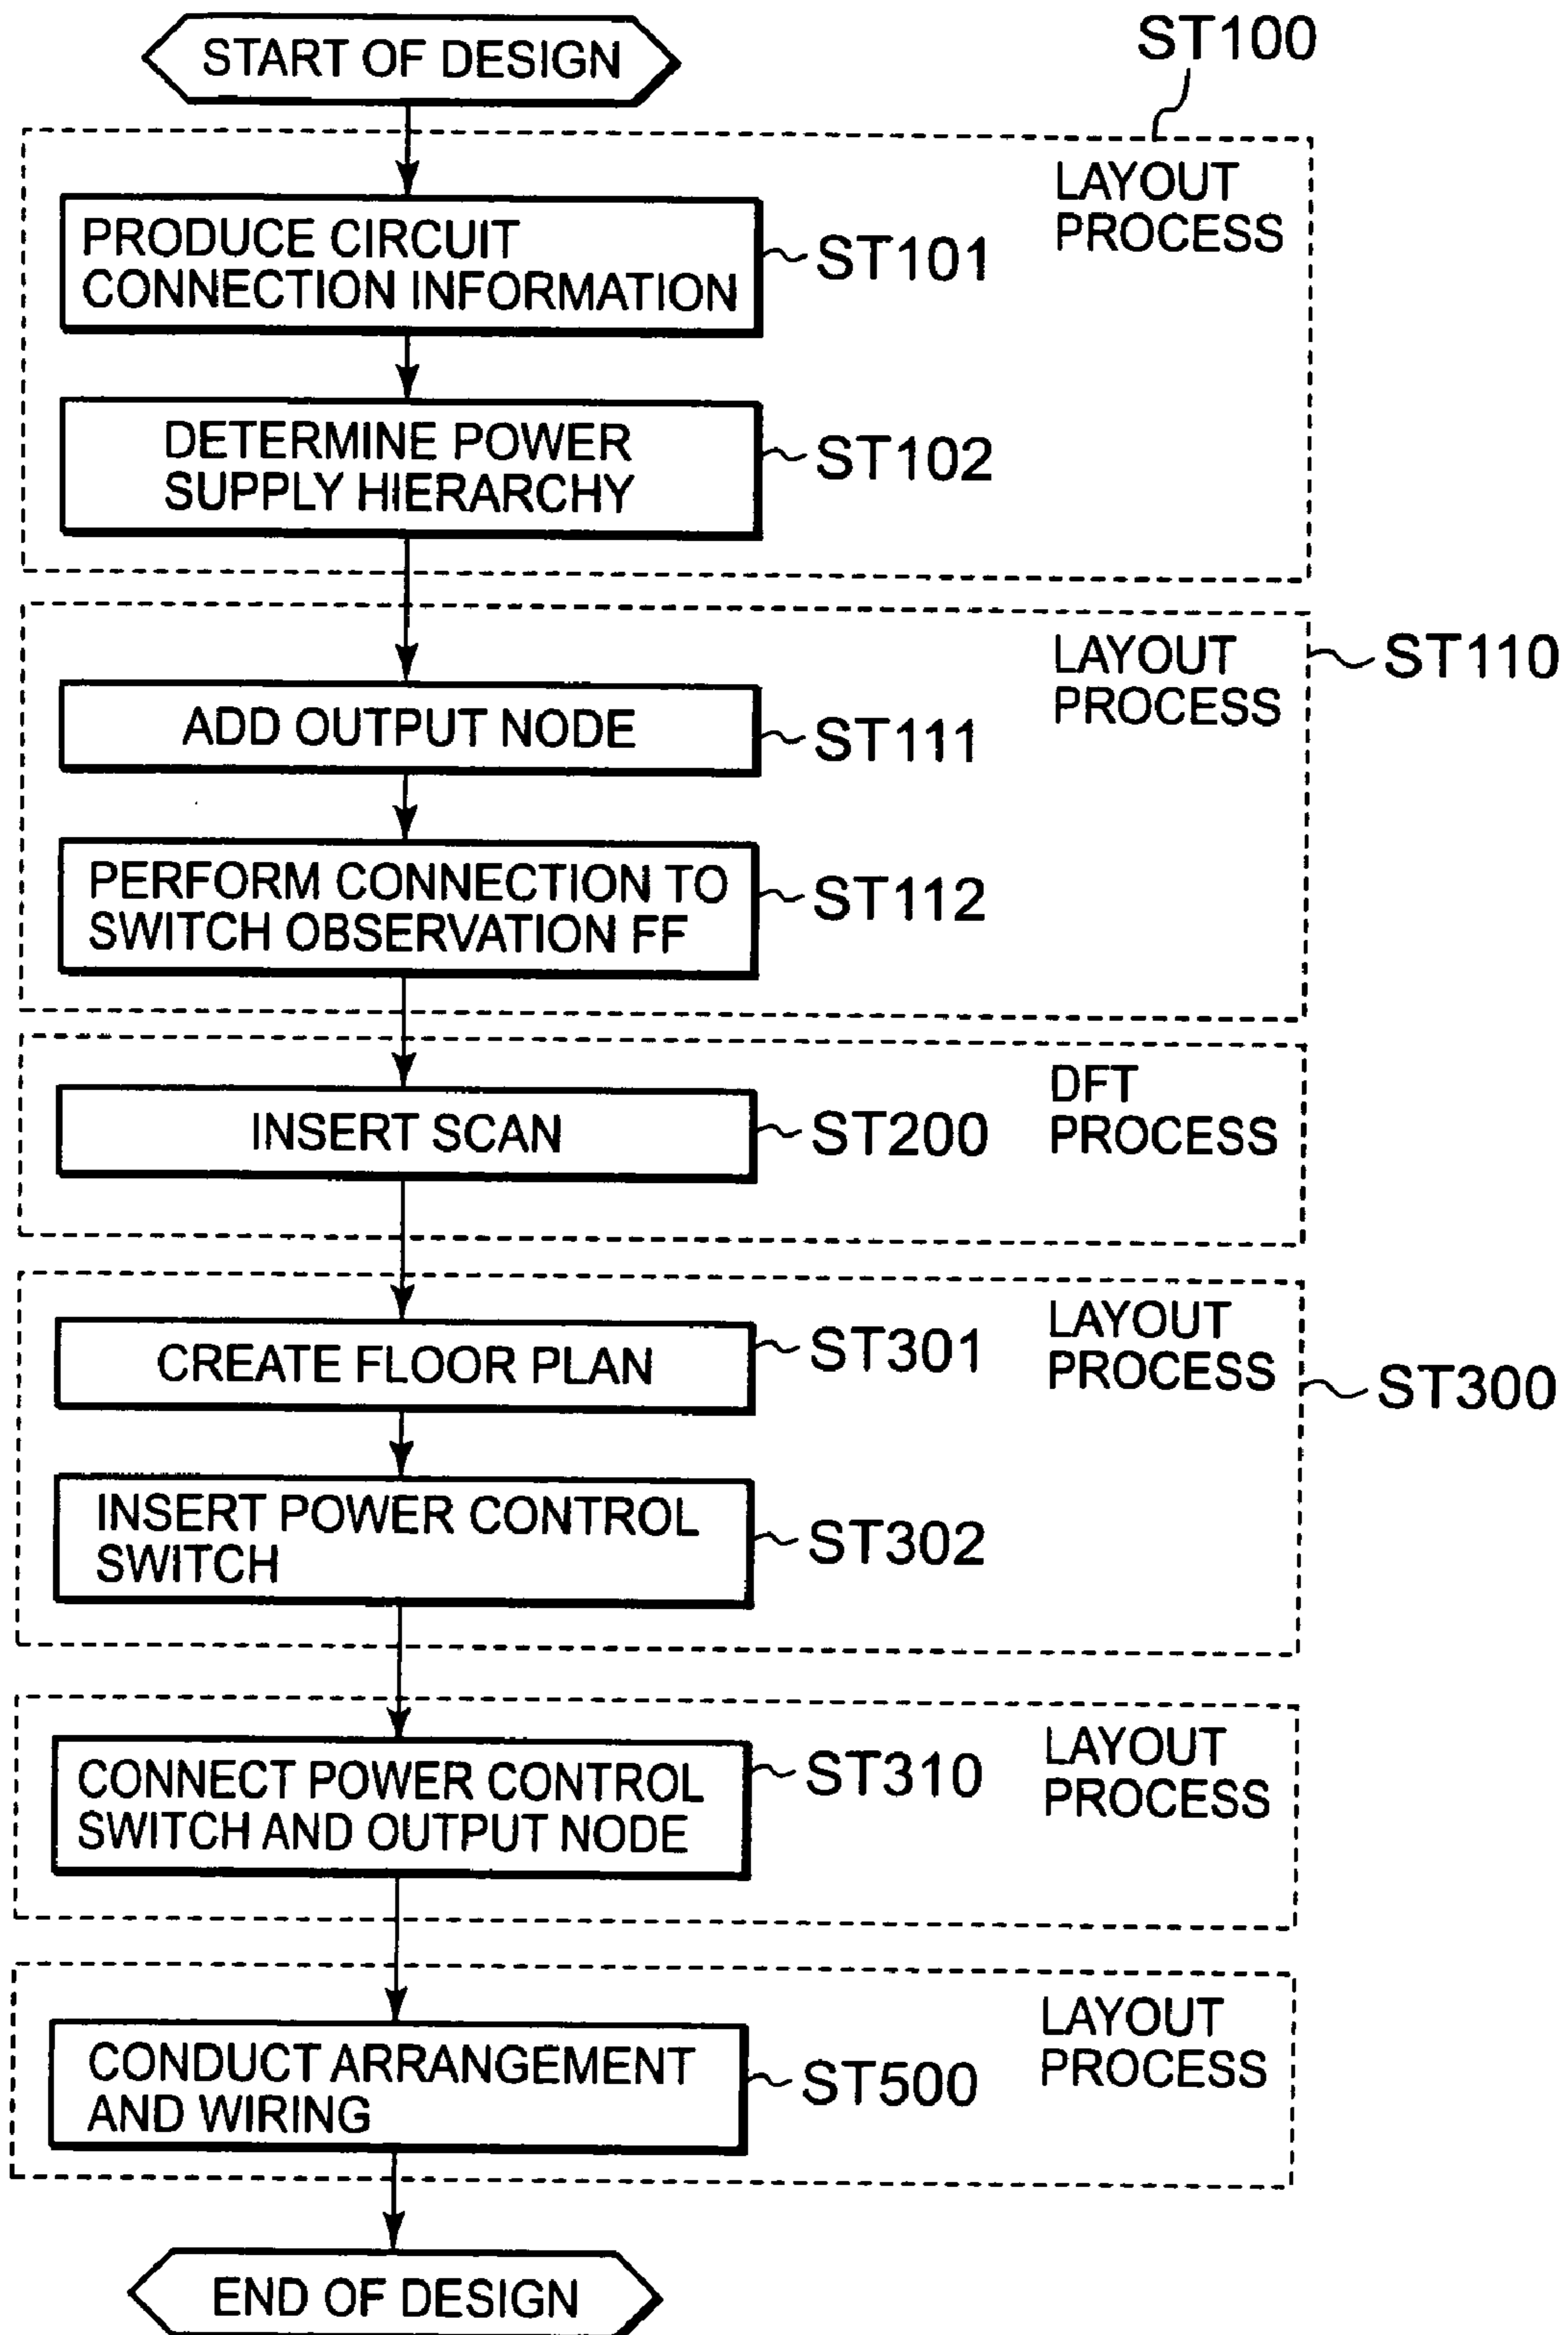 START OF DESIGN
ST100
LAYOUT
PROCESS
PRODUCE CIRCUIT
CONNECTION INFORMATION
ST101
DETERMINE POWER
SUPPLY HIERARCHY
ST102
LAYOUT
PROCESS
ST110
ADD OUTPUT NODE
ST111
PERFORM CONNECTION TO
SWITCH OBSERVATION FF
ST112
DFT
PROCESS
INSERT SCAN
ST200
LAYOUT
PROCESS
ST300
CREATE FLOOR PLAN
ST301
INSERT POWER CONTROL
SWITCH
ST302
LAYOUT
PROCESS
CONNECT POWER CONTROL
SWITCH AND OUTPUT NODE
ST310
LAYOUT
PROCESS
CONDUCT ARRANGEMENT
AND WIRING
ST500
END OF DESIGN